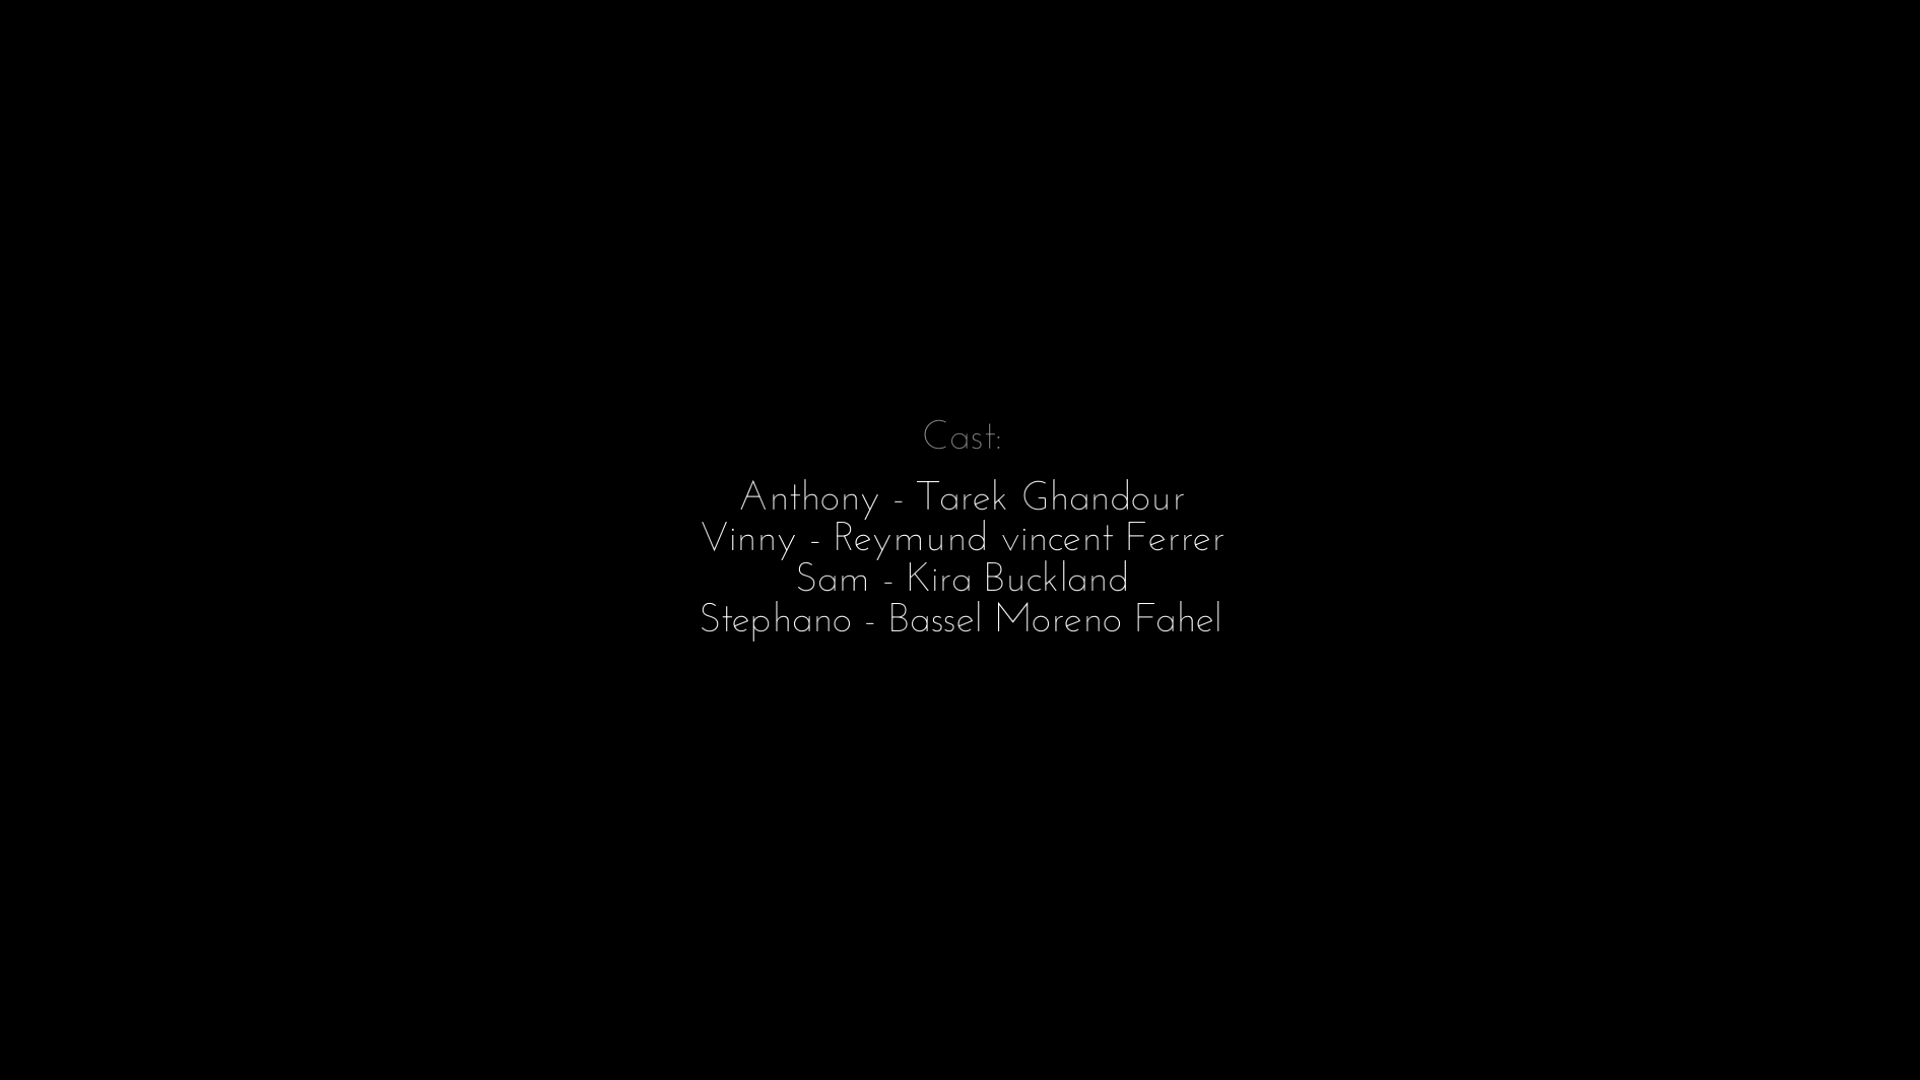 Cast:
Anthony - Tarek Ghandour
Vinny - Reymund vincent Ferrer
Sam - Kira Buckland
Stephano - Bassel Moreno Fahel